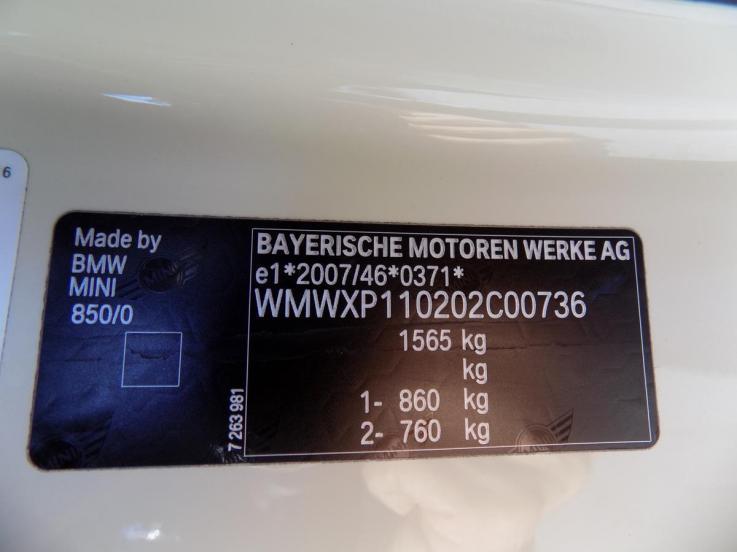 6
Made by
BMW
MINI
850/0
7 263 981
BAYERISCHE MOTOREN WERKE AG
e1*2007/46*0371*
WMWXP110202C00736
1565 kg
kg
1- 860 kg
2- 760 kg